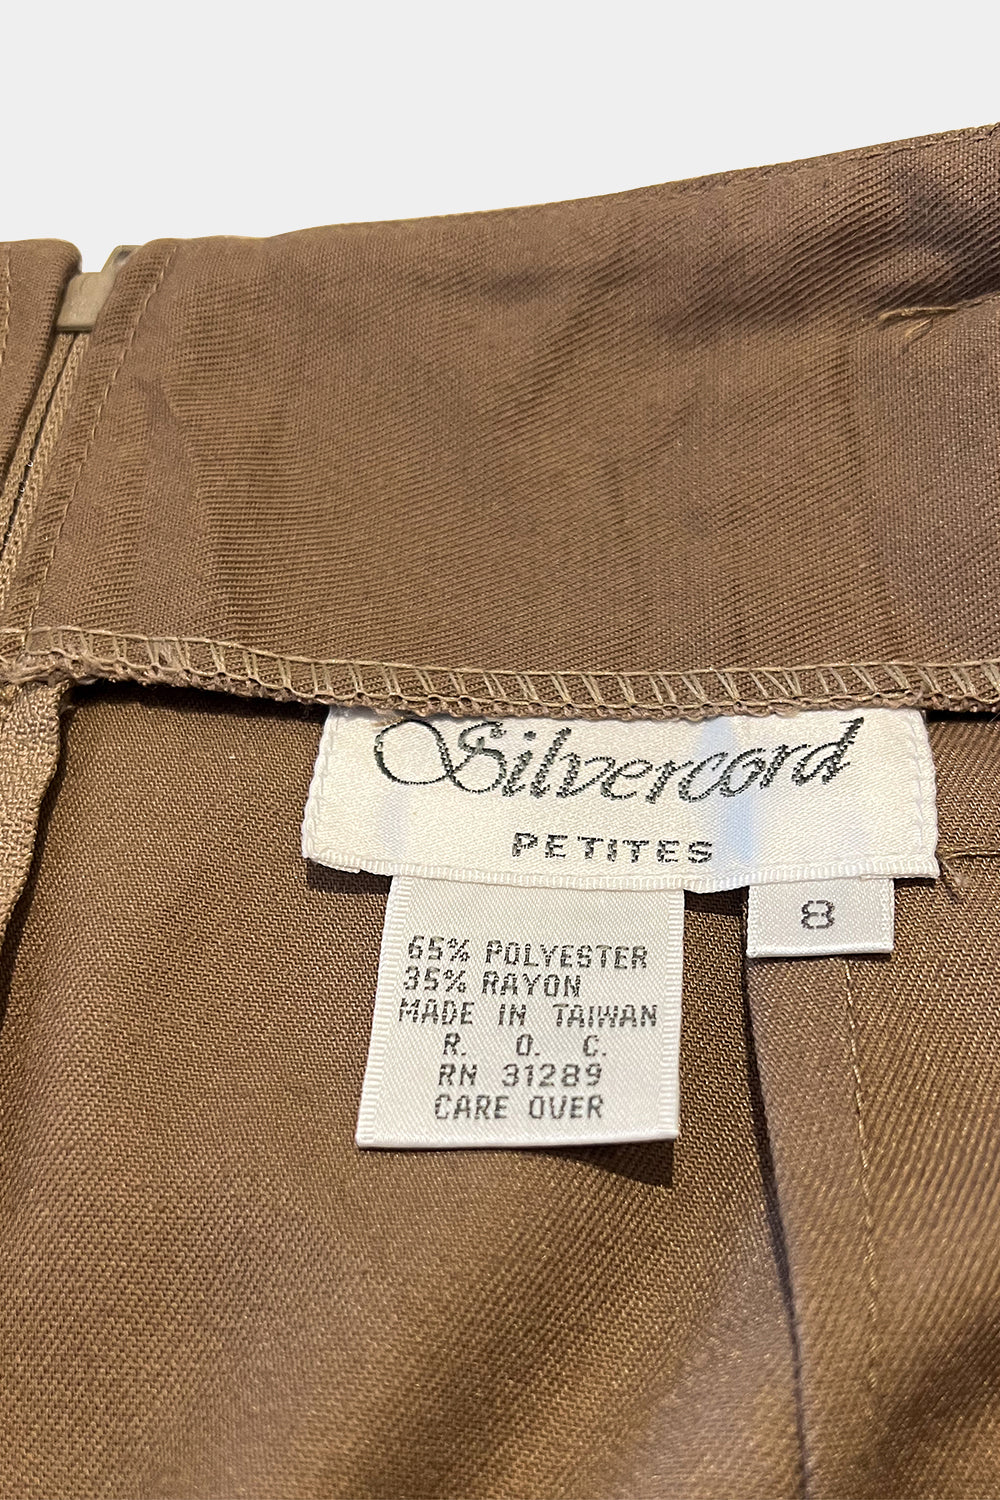 Silvercord
PETITES
8
65% POLYESTER
35% RAYON
MADE IN TAIWAN
R. O. C.
RN 31289
CARE OVER